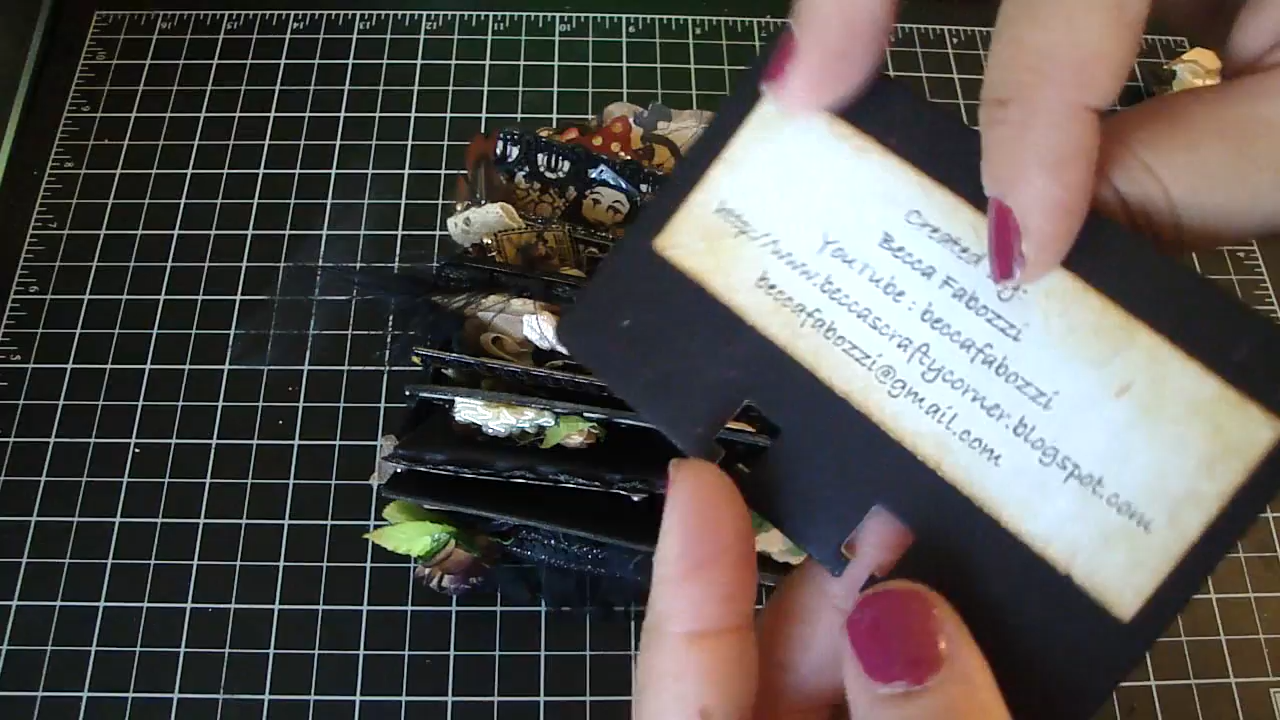 Created by:
Becca Fabozzi
YouTube: beccafabozzi
http://www.beccascraftycorner.blogspot.com
beccafabozzi@gmail.com